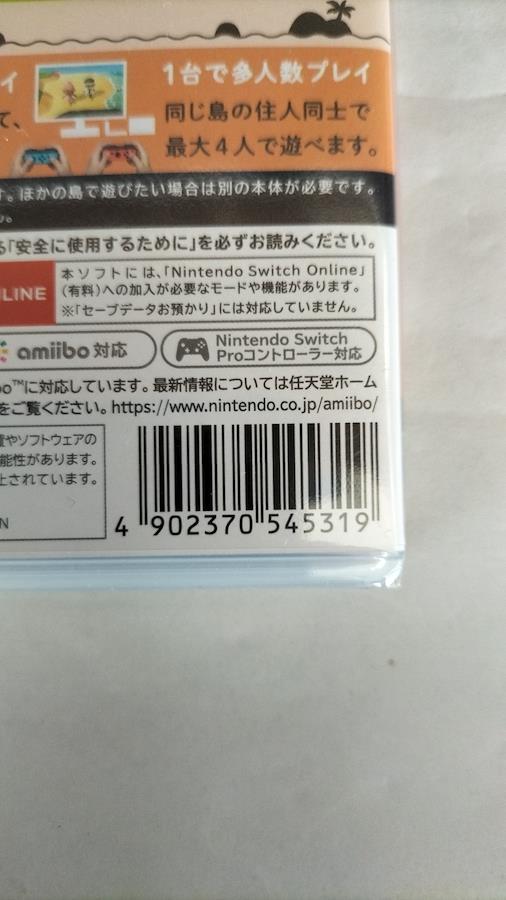 イ
1台で多人数プレイ
て、
同じ島の住人同士で
最大4人で遊べます。
す。ほかの島で遊びたい場合は別の本体が必要です。
ん。
る「安全に使用するために」を必ずお読みください。
LINE
本ソフトには、「Nintendo Switch Online」
(有料)への加入が必要なモードや機能があります。
※「セーブデータお預かり」には対応していません。
amiibo 対応
Nintendo Switch
Proコントローラー対応
bo™に対応しています。最新情報については任天堂ホーム
をご覧ください。https://www.nintendo.co.jp/amiibo/
置やソフトウェアの
能性があります。
止されています。
N
4 902370 545319